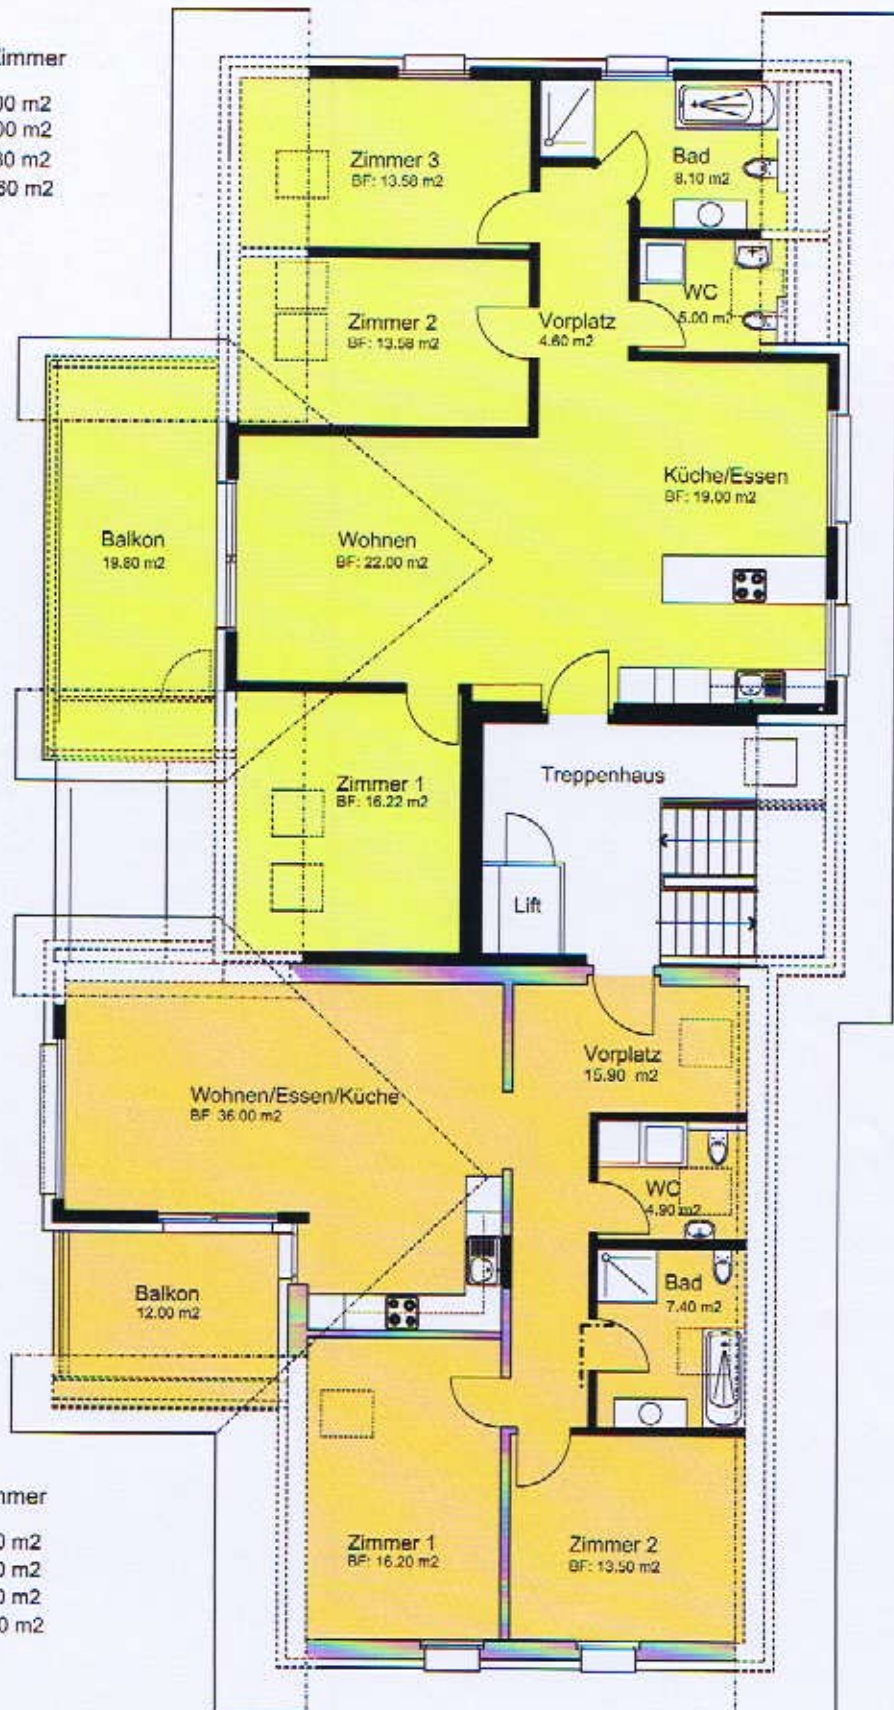 Zimmer
00 m2
00 m2
80 m2
60 m2
Zimmer 3
BF: 13.58 m2
Bad
8.10 m2
Zimmer 2
BF: 13.58 m2
Vorplatz
4.60 m2
WC
5.00 m2
Küche/Essen
BF: 19.00 m2
Balkon
19.80 m2
Wohnen
BF: 22.00 m2
Zimmer 1
BF: 16.22 m2
Treppenhaus
Lift
Vorplatz
15.90 m2
Wohnen/Essen/Küche
BF 36.00 m2
WC
4.90 m2
Balkon
12.00 m2
Bad
7.40 m2
mmer
0 m2
0 m2
0 m2
0 m2
Zimmer 1
BF: 16.20 m2
Zimmer 2
BF: 13.50 m2